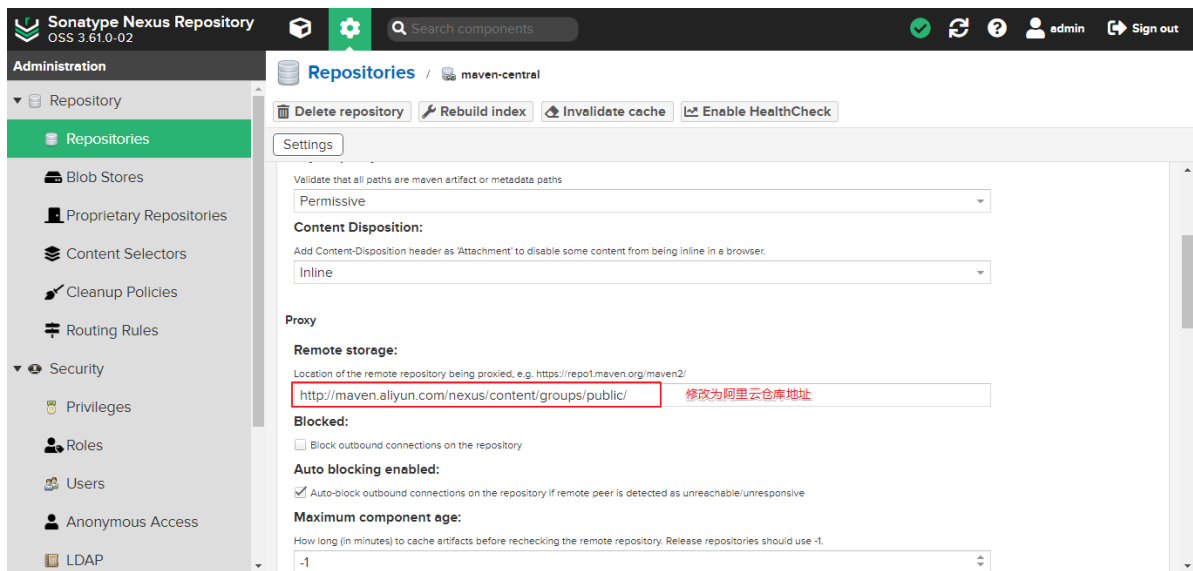 Sonatype Nexus Repository
OSS 3.61.0-02
Search components
admin
Sign out
Administration
Repository
Repositories
Blob Stores
Proprietary Repositories
Content Selectors
Cleanup Policies
Routing Rules
Security
Privileges
Roles
Users
Anonymous Access
LDAP
Repositories / maven-central
Delete repository
Rebuild index
Invalidate cache
Enable HealthCheck
Settings
Validate that all paths are maven artifact or metadata paths
Permissive
Content Disposition:
Add Content-Disposition header as 'Attachment' to disable some content from being inline in a browser.
Inline
Proxy
Remote storage:
Location of the remote repository being proxied, e.g. https://repo1.maven.org/maven2/
http://maven.aliyun.com/nexus/content/groups/public/ 修改为阿里云仓库地址
Blocked:
Block outbound connections on the repository
Auto blocking enabled:
Auto-block outbound connections on the repository if remote peer is detected as unreachable/unresponsive
Maximum component age:
How long (in minutes) to cache artifacts before rechecking the remote repository. Release repositories should use -1.
-1